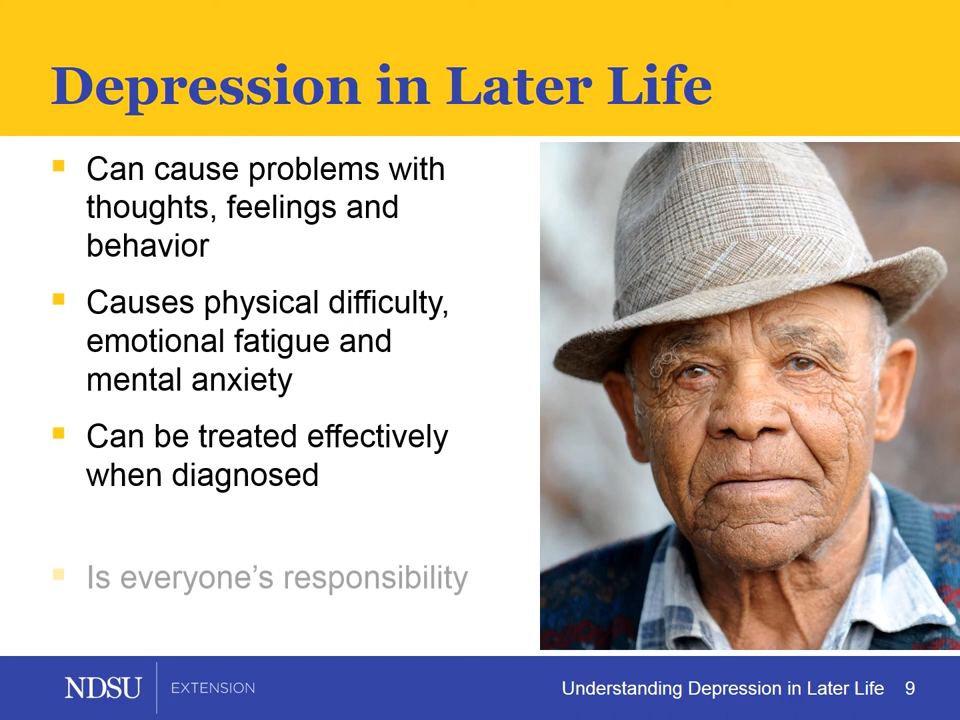 Depression in Later Life
Can cause problems with
thoughts, feelings and
behavior
Causes physical difficulty,
emotional fatigue and
mental anxiety
Can be treated effectively
when diagnosed
Is everyone’s responsibility
NDSU EXTENSION
Understanding Depression in Later Life 9